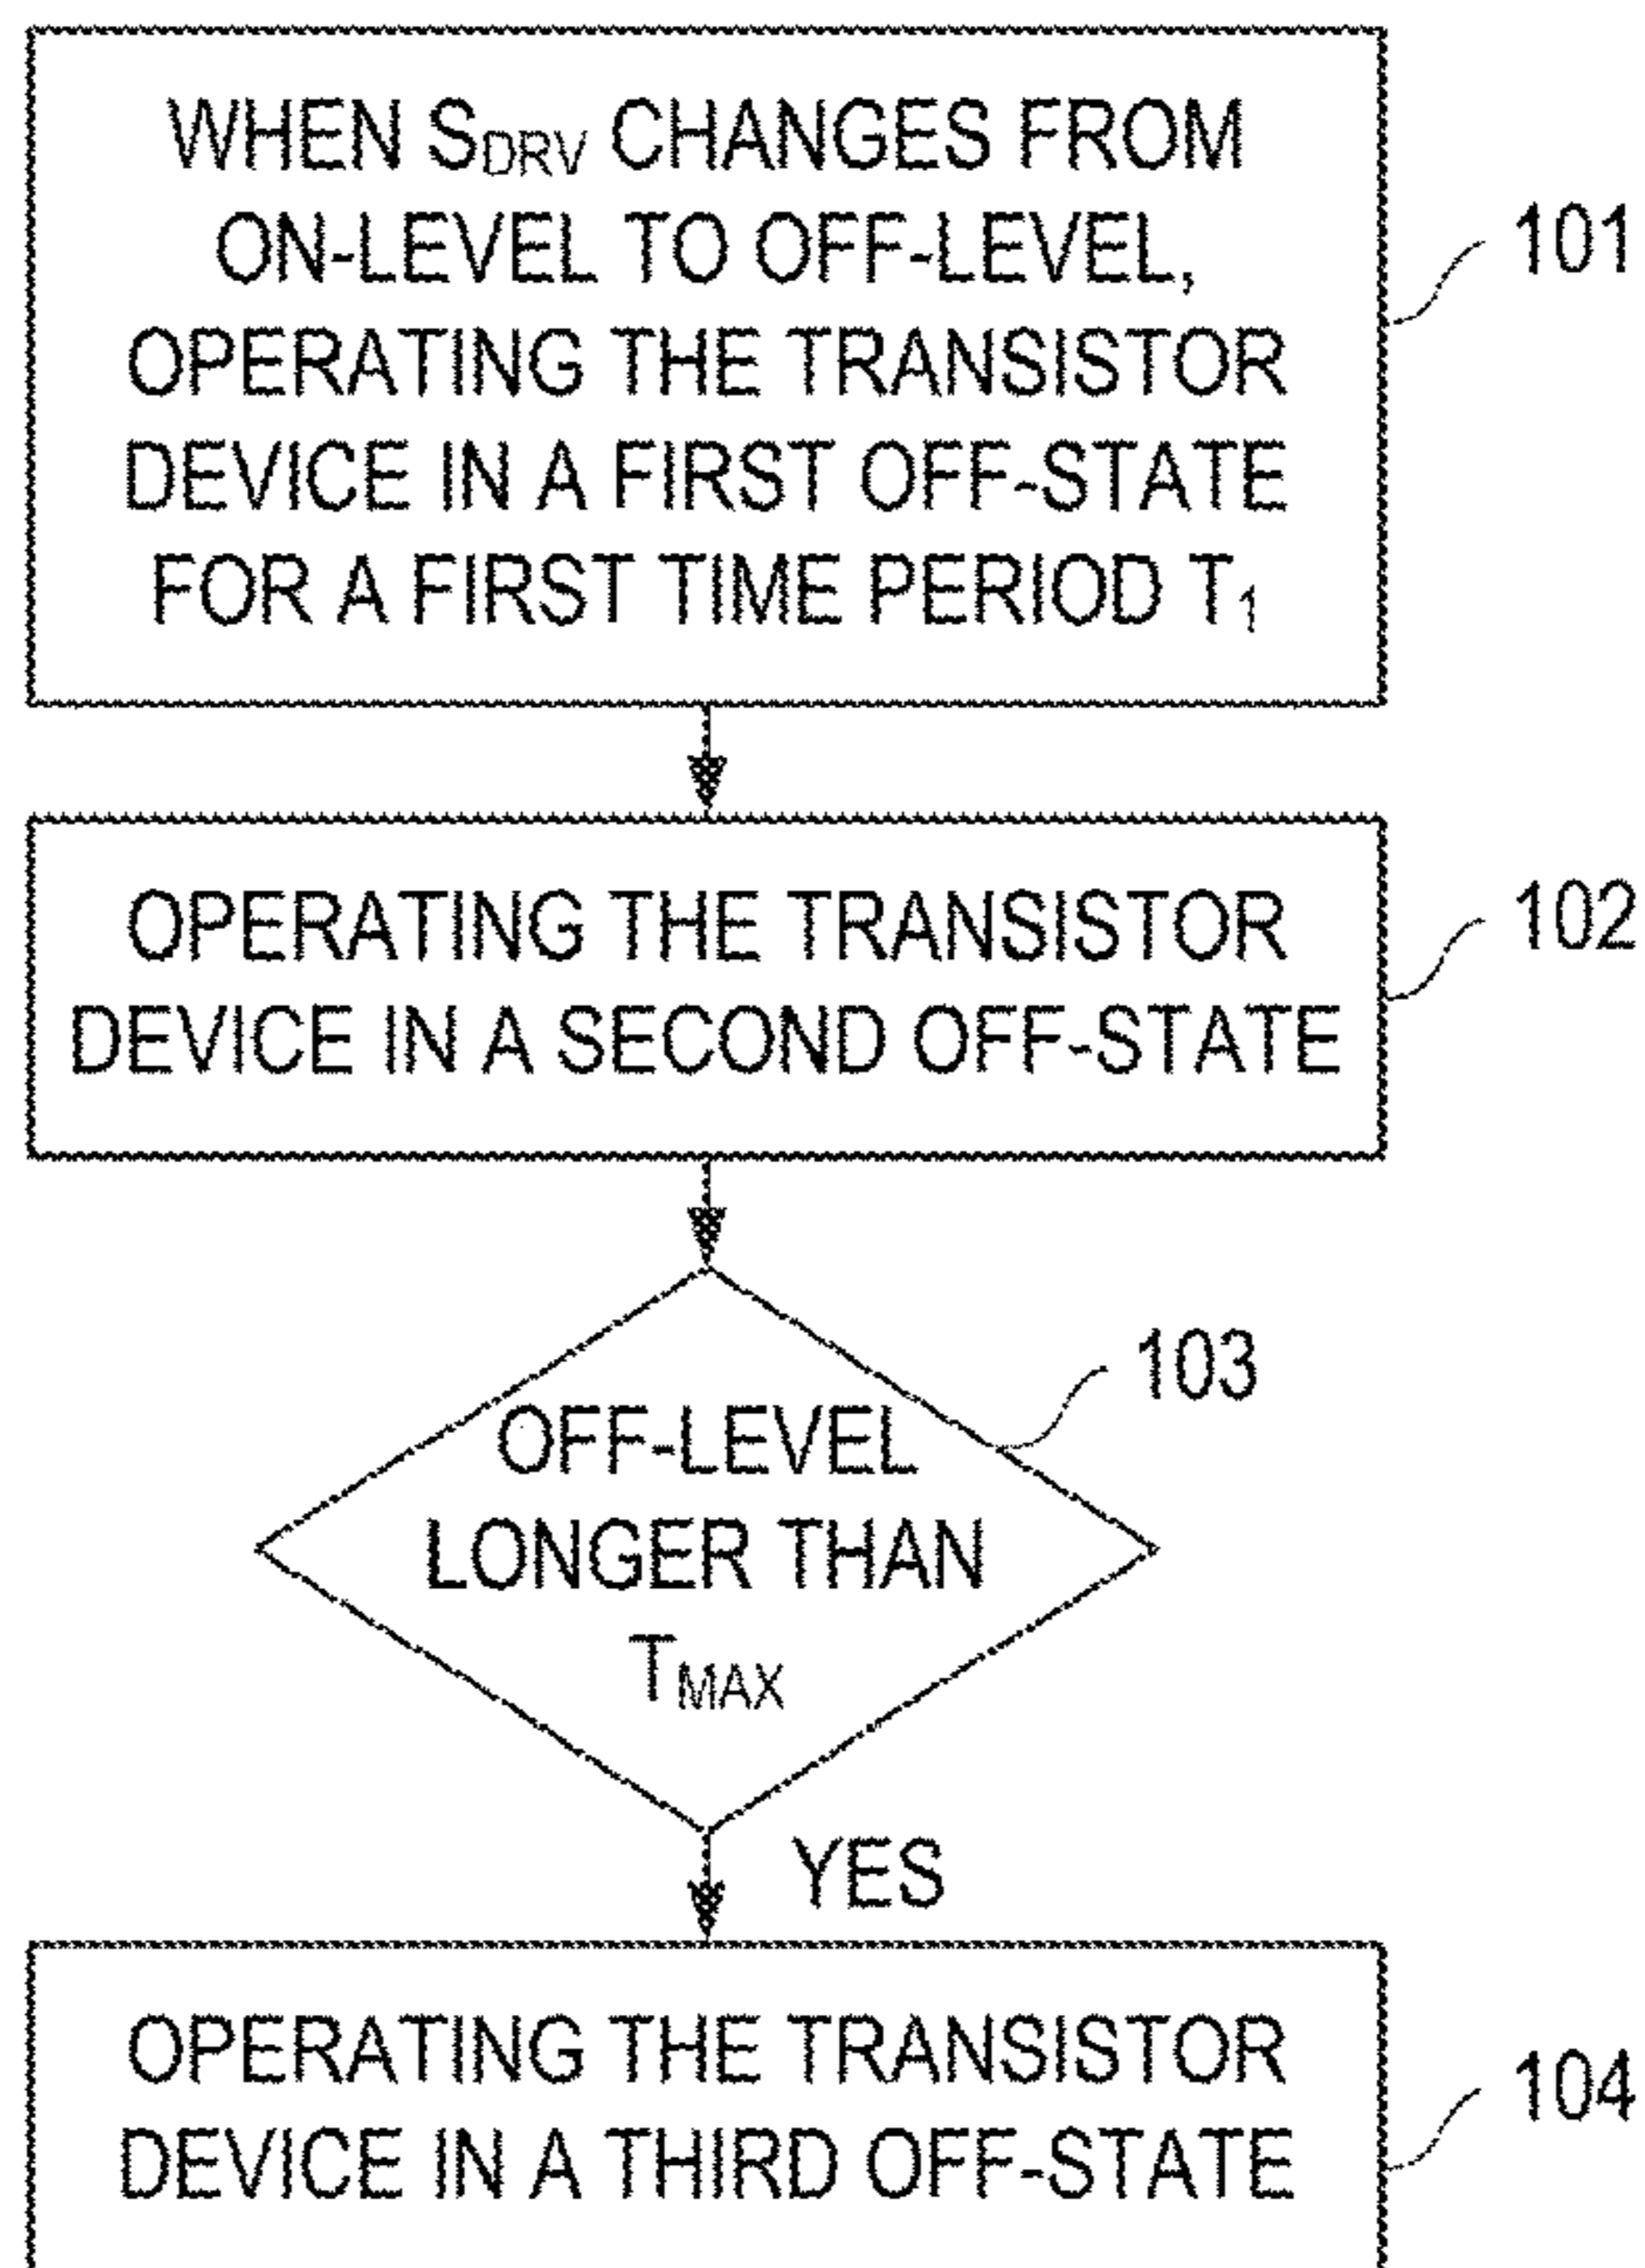 WHEN SDRV CHANGES FROM
ON-LEVEL TO OFF-LEVEL,
OPERATING THE TRANSISTOR
DEVICE IN A FIRST OFF-STATE
FOR A FIRST TIME PERIOD T1
101
OPERATING THE TRANSISTOR
DEVICE IN A SECOND OFF-STATE
102
103
OFF-LEVEL
LONGER THAN
TMAX
YES
OPERATING THE TRANSISTOR
DEVICE IN A THIRD OFF-STATE
104